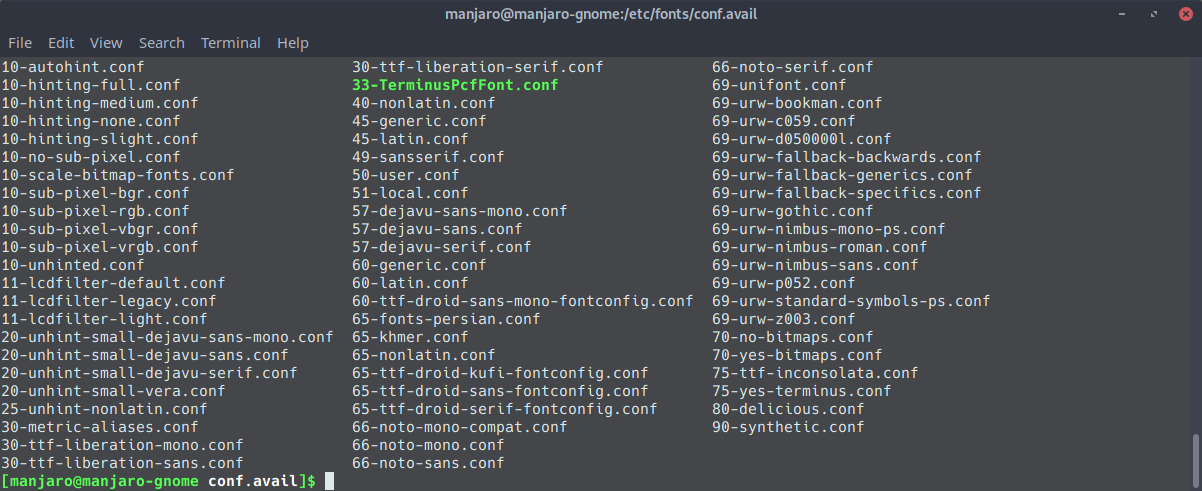 manjaro@manjaro-gnome:/etc/fonts/conf.avail
File Edit View Search Terminal Help
10-autohint.conf 30-ttf-liberation-serif.conf 66-noto-serif.conf
10-hinting-full.conf 33-TerminusPcfFont.conf 69-unifont.conf
10-hinting-medium.conf 40-nonlatin.conf 69-urw-bookman.conf
10-hinting-none.conf 45-generic.conf 69-urw-c059.conf
10-hinting-slight.conf 45-latin.conf 69-urw-d050000l.conf
10-no-sub-pixel.conf 49-sansserif.conf 69-urw-fallback-backwards.conf
10-scale-bitmap-fonts.conf 50-user.conf 69-urw-fallback-generics.conf
10-sub-pixel-bgr.conf 51-local.conf 69-urw-fallback-specifics.conf
10-sub-pixel-rgb.conf 57-dejavu-sans-mono.conf 69-urw-gothic.conf
10-sub-pixel-vbgr.conf 57-dejavu-sans.conf 69-urw-nimbus-mono-ps.conf
10-sub-pixel-vrgb.conf 57-dejavu-serif.conf 69-urw-nimbus-roman.conf
10-unhinted.conf 60-generic.conf 69-urw-nimbus-sans.conf
11-lcdfilter-default.conf 60-latin.conf 69-urw-p052.conf
11-lcdfilter-legacy.conf 60-ttf-droid-sans-mono-fontconfig.conf 69-urw-standard-symbols-ps.conf
11-lcdfilter-light.conf 65-fonts-persian.conf 69-urw-z003.conf
20-unhint-small-dejavu-sans-mono.conf 65-khmer.conf 70-no-bitmaps.conf
20-unhint-small-dejavu-sans.conf 65-nonlatin.conf 70-yes-bitmaps.conf
20-unhint-small-dejavu-serif.conf 65-ttf-droid-kufi-fontconfig.conf 75-ttf-inconsolata.conf
20-unhint-small-vera.conf 65-ttf-droid-sans-fontconfig.conf 75-yes-terminus.conf
25-unhint-nonlatin.conf 65-ttf-droid-serif-fontconfig.conf 80-delicious.conf
30-metric-aliases.conf 66-noto-mono-compat.conf 90-synthetic.conf
30-ttf-liberation-mono.conf 66-noto-mono.conf
30-ttf-liberation-sans.conf 66-noto-sans.conf
[manjaro@manjaro-gnome conf.avail]$